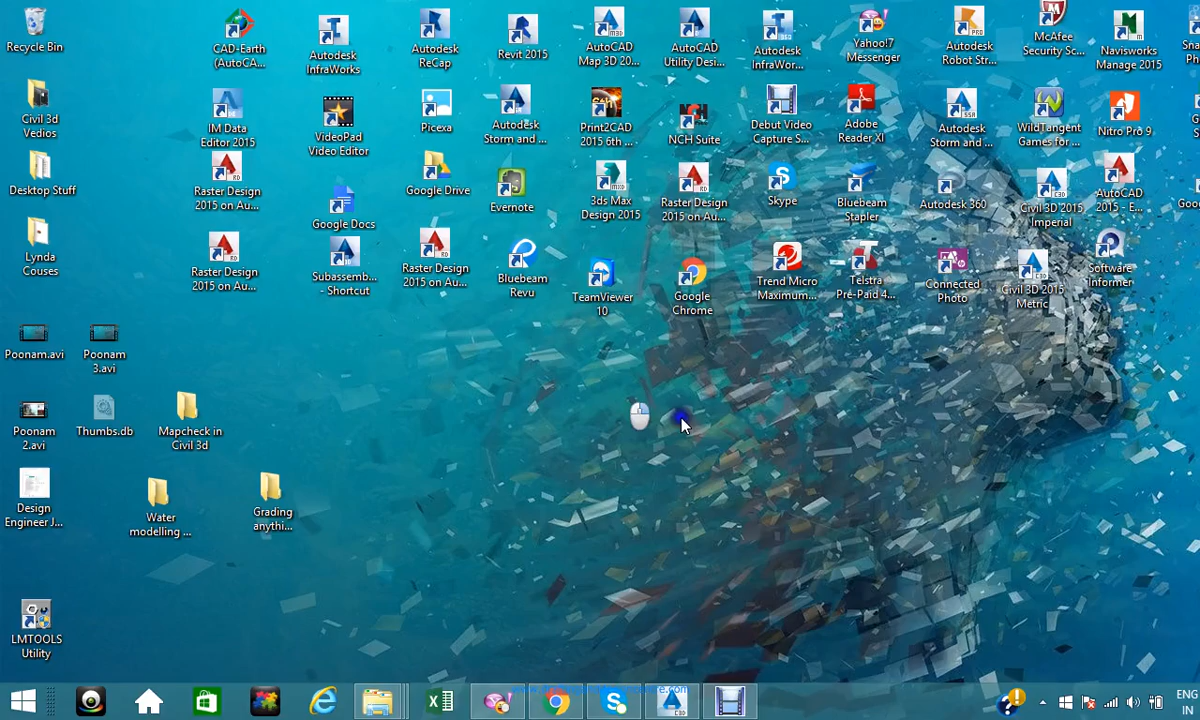 Recycle Bin
CAD-Earth
(AutoCA...
Autodesk
InfraWorks
Autodesk
ReCap
Revit 2015
AutoCAD
Map 3D 20...
AutoCAD
Utility Desi...
Autodesk
InfraWor...
Yahoo!7
Messenger
Autodesk
Robot Str...
McAfee
Security Sc...
Navisworks
Manage 2015
Civil 3d
Vedios
IM Data
Editor 2015
VideoPad
Video Editor
Picexa
Autodesk
Storm and ...
Print2CAD
2015 6th ...
NCH Suite
Debut Video
Capture S...
Adobe
Reader XI
Autodesk
Storm and ...
WildTangent
Games for ...
Nitro Pro 9
Desktop Stuff
Raster Design
2015 on Au...
Google Docs
Google Drive
Evernote
3ds Max
Design 2015
Raster Design
2015 on Au...
Skype
Bluebeam
Stapler
Autodesk 360
Civil 3D 2015
Imperial
AutoCAD
2015 - E...
Lynda
Couses
Raster Design
2015 on Au...
Subassemb...
- Shortcut
Raster Design
2015 on Au...
Bluebeam
Revu
TeamViewer
10
Google
Chrome
Trend Micro
Maximum...
Telstra
Pre-Paid 4...
Connected
Photo
Civil 3D 2015
Metric
Software
Informer
Poonam.avi
Poonam
3.avi
Poonam
2.avi
Thumbs.db
Mapcheck in
Civil 3d
Design
Engineer J...
Water
modelling ...
Grading
anythi...
LMTOOLS
Utility
ENG
IN